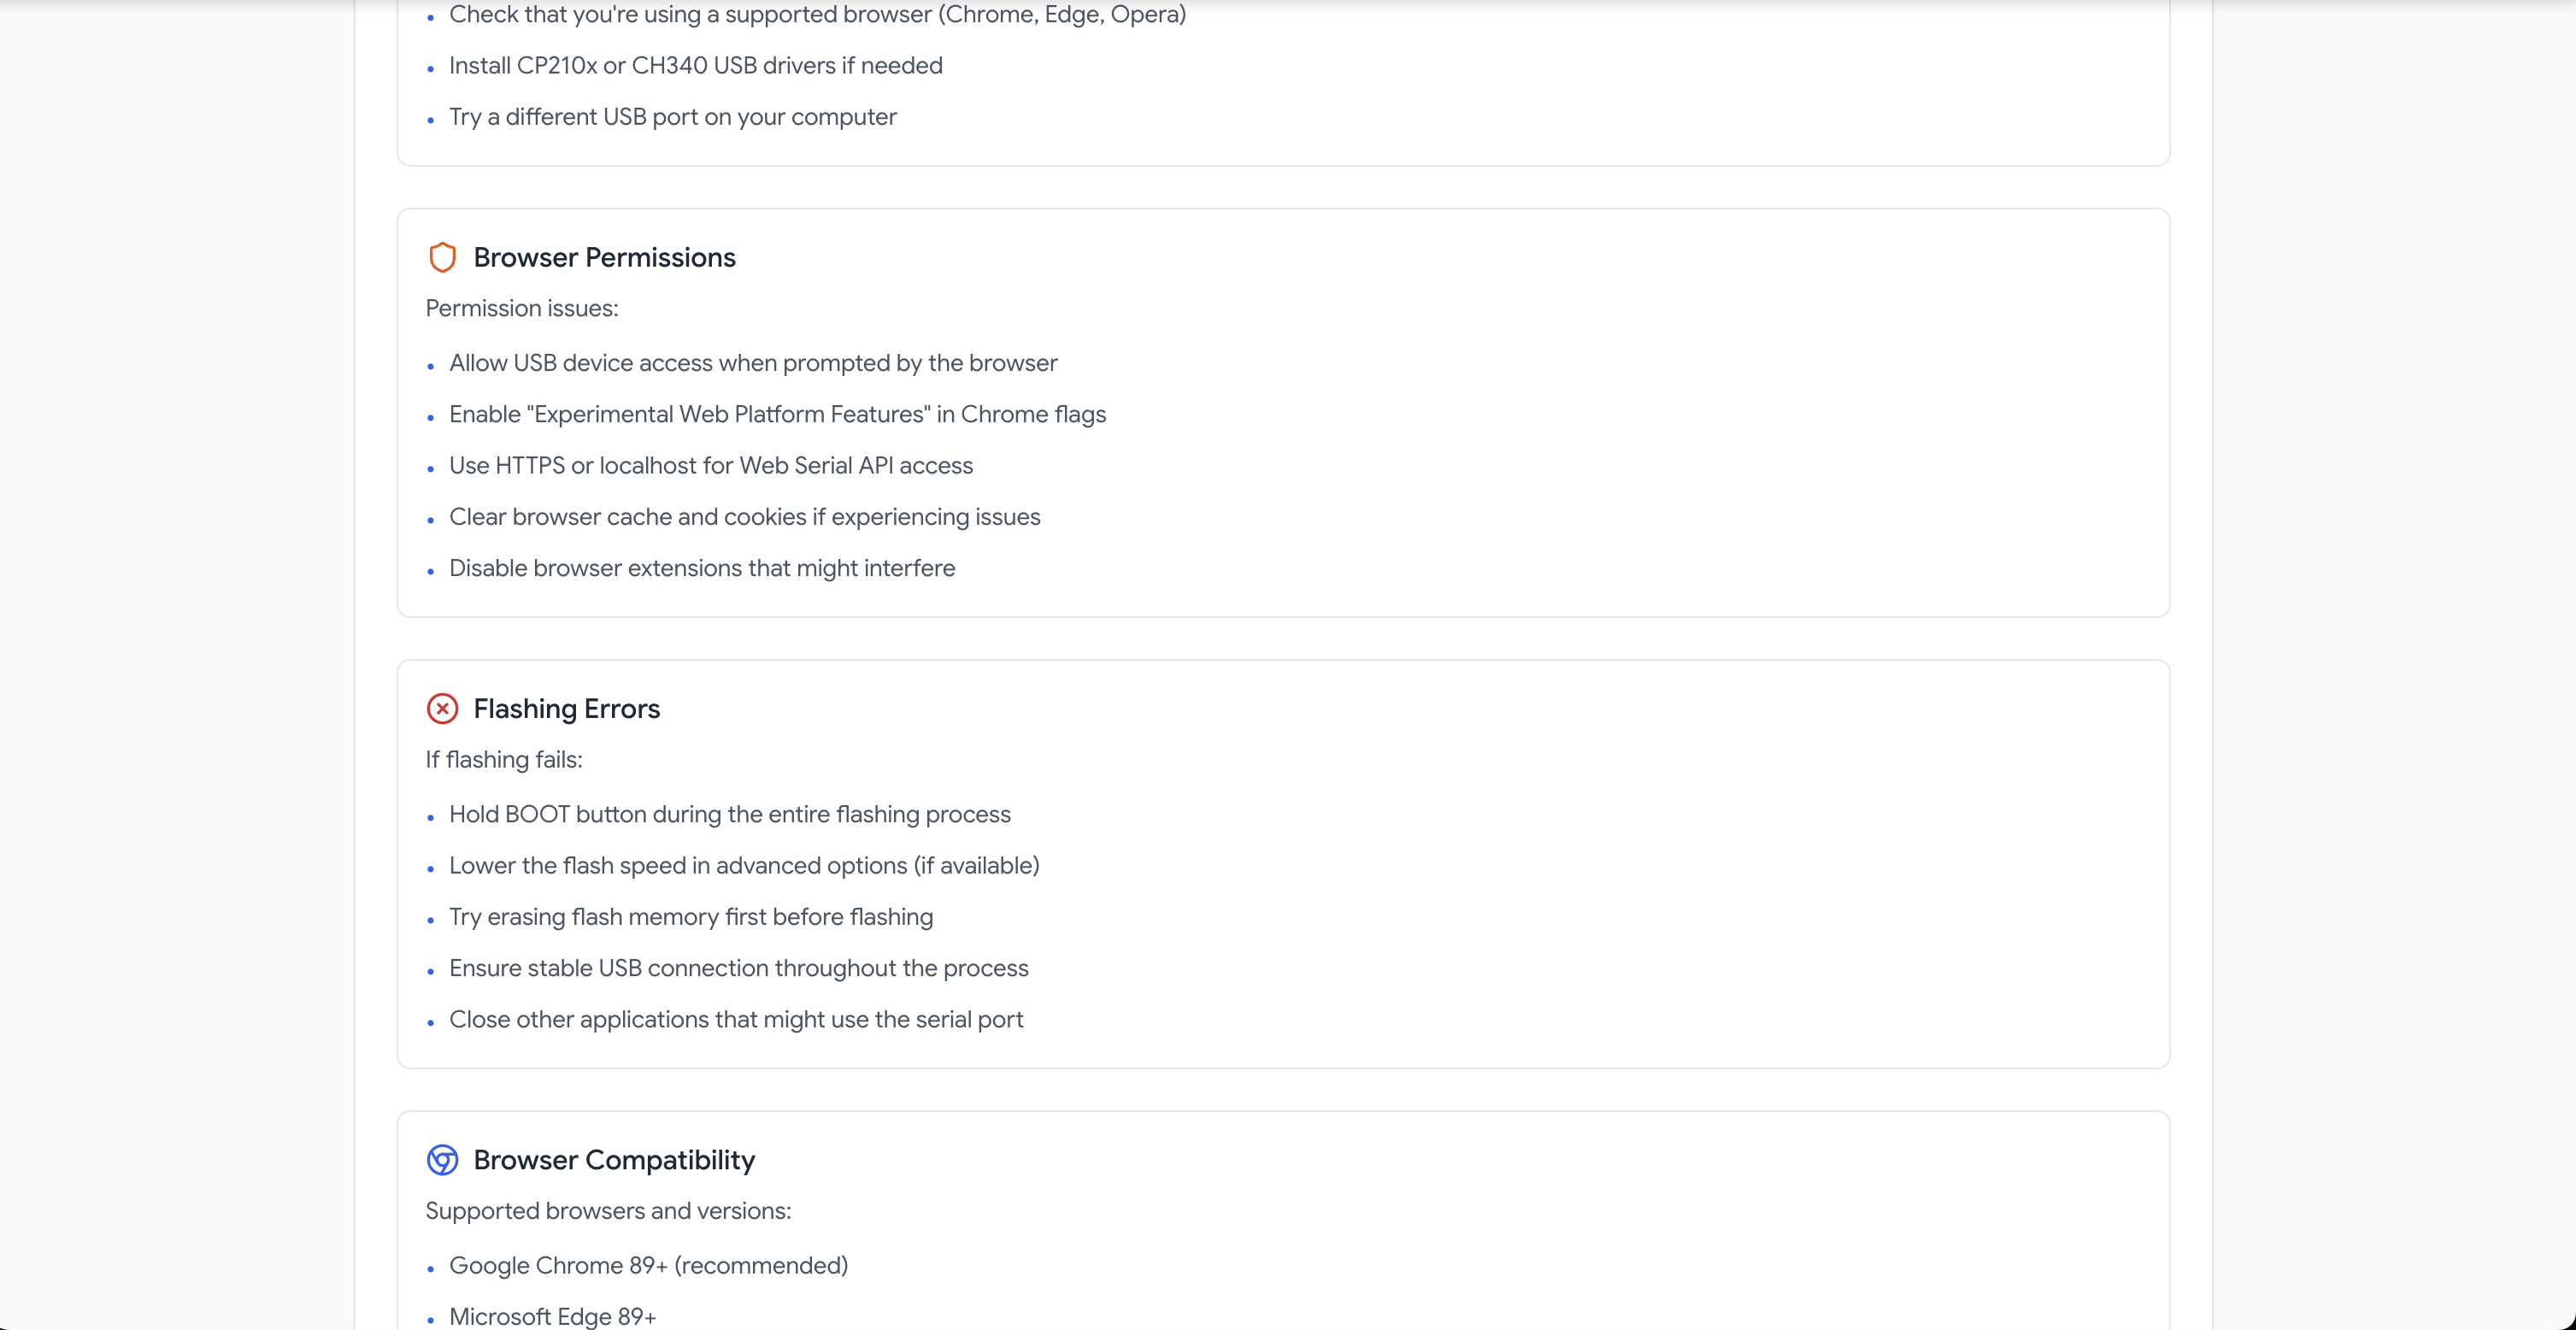 • Check that you're using a supported browser (Chrome, Edge, Opera)
• Install CP210x or CH340 USB drivers if needed
• Try a different USB port on your computer
Browser Permissions
Permission issues:
• Allow USB device access when prompted by the browser
• Enable "Experimental Web Platform Features" in Chrome flags
• Use HTTPS or localhost for Web Serial API access
• Clear browser cache and cookies if experiencing issues
• Disable browser extensions that might interfere
Flashing Errors
If flashing fails:
• Hold BOOT button during the entire flashing process
• Lower the flash speed in advanced options (if available)
• Try erasing flash memory first before flashing
• Ensure stable USB connection throughout the process
• Close other applications that might use the serial port
Browser Compatibility
Supported browsers and versions:
• Google Chrome 89+ (recommended)
• Microsoft Edge 89+